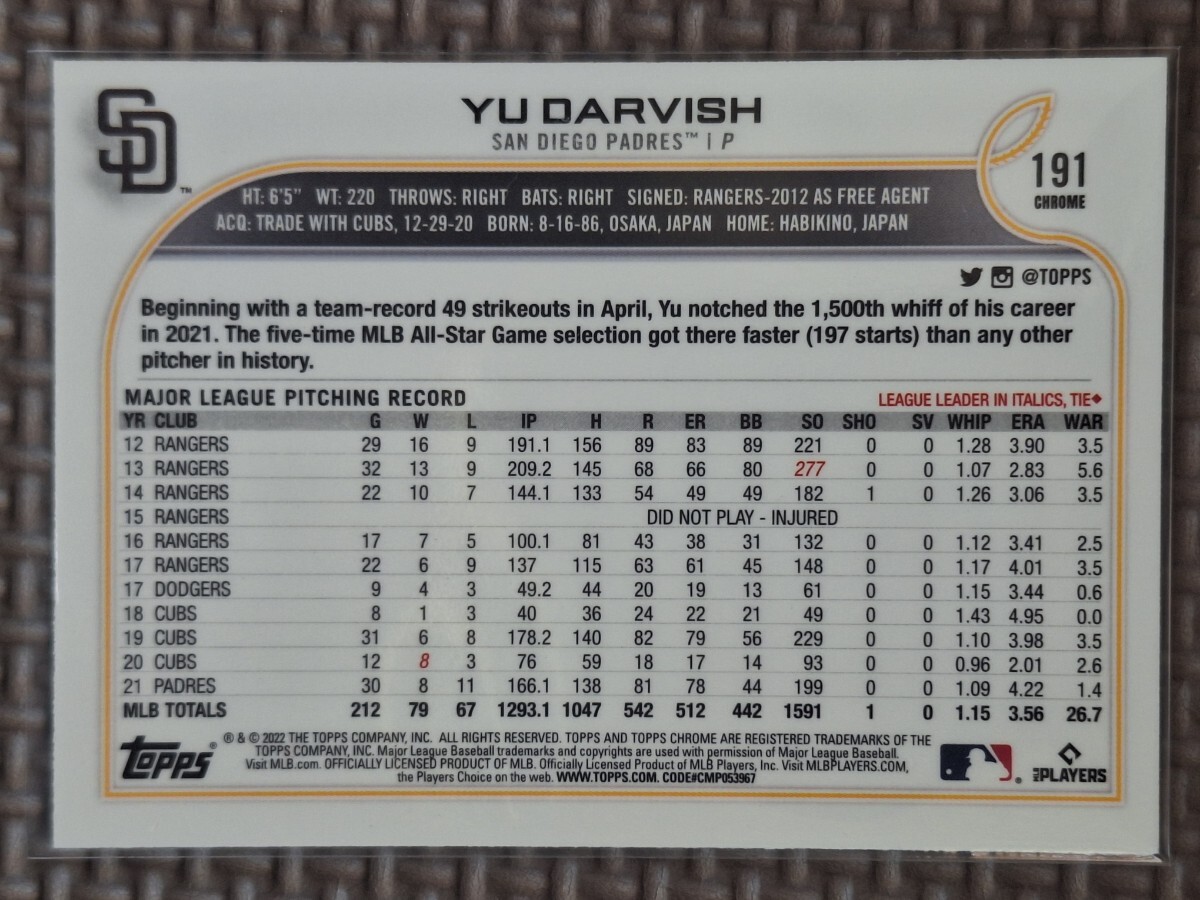 SD™
YU DARVISH
SAN DIEGO PADRES™ | P
191
CHROME
HT: 6'5" WT: 220 THROWS: RIGHT BATS: RIGHT SIGNED: RANGERS-2012 AS FREE AGENT
ACQ: TRADE WITH CUBS, 12-29-20 BORN: 8-16-86, OSAKA, JAPAN HOME: HABIKINO, JAPAN
@TOPPS
Beginning with a team-record 49 strikeouts in April, Yu notched the 1,500th whiff of his career
in 2021. The five-time MLB All-Star Game selection got there faster (197 starts) than any other
pitcher in history.
MAJOR LEAGUE PITCHING RECORD LEAGUE LEADER IN ITALICS, TIE◆
YR CLUB G W L IP H R ER BB SO SHO SV WHIP ERA WAR
12 RANGERS 29 16 9 191.1 156 89 83 89 221 0 0 1.28 3.90 3.5
13 RANGERS 32 13 9 209.2 145 68 66 80 277 0 0 1.07 2.83 5.6
14 RANGERS 22 10 7 144.1 133 54 49 49 182 1 0 1.26 3.06 3.5
15 RANGERS DID NOT PLAY - INJURED
16 RANGERS 17 7 5 100.1 81 43 38 31 132 0 0 1.12 3.41 2.5
17 RANGERS 22 6 9 137 115 63 61 45 148 0 0 1.17 4.01 3.5
17 DODGERS 9 4 3 49.2 44 20 19 13 61 0 0 1.15 3.44 0.6
18 CUBS 8 1 3 40 36 24 22 21 49 0 0 1.43 4.95 0.0
19 CUBS 31 6 8 178.2 140 82 79 56 229 0 0 1.10 3.98 3.5
20 CUBS 12 8 3 76 59 18 17 14 93 0 0 0.96 2.01 2.6
21 PADRES 30 8 11 166.1 138 81 78 44 199 0 0 1.09 4.22 1.4
MLB TOTALS 212 79 67 1293.1 1047 542 512 442 1591 1 0 1.15 3.56 26.7
Topps®
® & © 2022 THE TOPPS COMPANY, INC. ALL RIGHTS RESERVED. TOPPS AND TOPPS CHROME ARE REGISTERED TRADEMARKS OF THE
TOPPS COMPANY, INC. Major League Baseball trademarks and copyrights are used with permission of Major League Baseball.
Visit MLB.com. OFFICIALLY LICENSED PRODUCT OF MLB. Officially Licensed Product of MLB Players, Inc. Visit MLBPLAYERS.COM,
the Players Choice on the web. WWW.TOPPS.COM. CODE#CMP053967
MLB PLAYERS